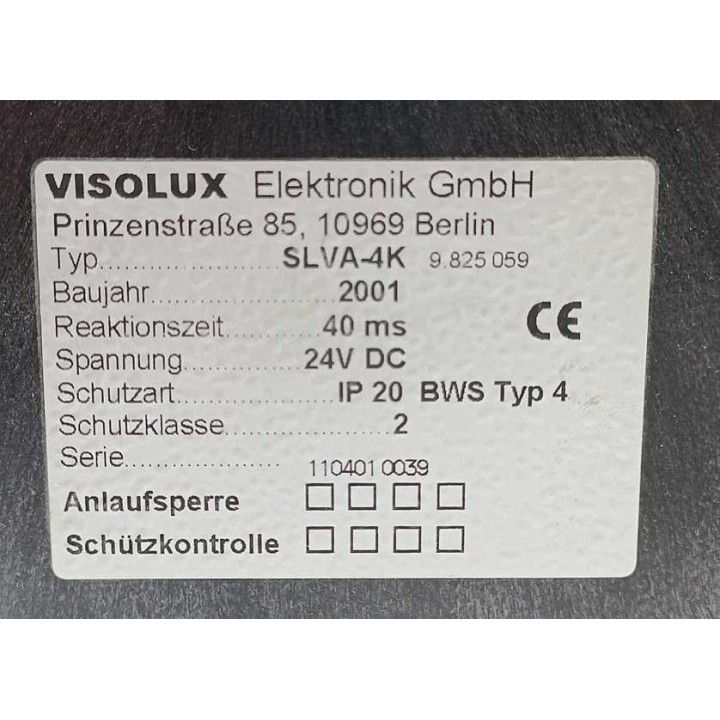 VISOLUX Elektronik GmbH
Prinzenstraße 85, 10969 Berlin
Typ.................... SLVA-4K 9.825 059
Baujahr.................... 2001
Reaktionszeit............ 40 ms
Spannung............... 24V DC
Schutzart................... IP 20 BWS Typ 4
Schutzklasse.................... 2
Serie.................... 110401 0039
CE
Anlaufsperre □ □ □ □
Schützkontrolle □ □ □ □